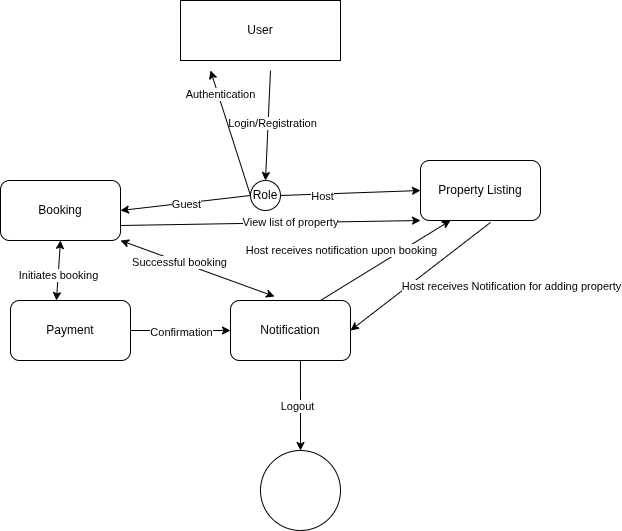 User
Authentication
Login/Registration
Role
Guest
Host
Property Listing
Booking
View list of property
Host receives notification upon booking
Successful booking
Initiates booking
Host receives Notification for adding property
Payment
Confirmation
Notification
Logout